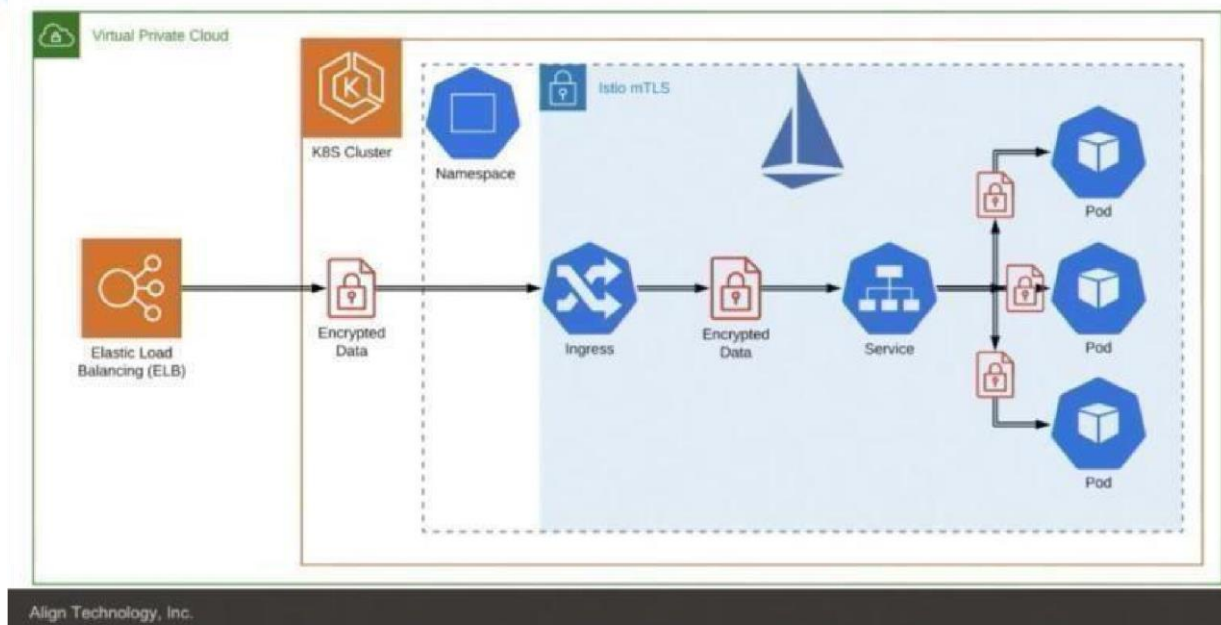 Virtual Private Cloud
Istio mTLS
K8S Cluster
Namespace
Pod
Elastic Load
Balancing (ELB)
Encrypted
Data
Ingress
Encrypted
Data
Service
Pod
Pod
Align Technology, Inc.